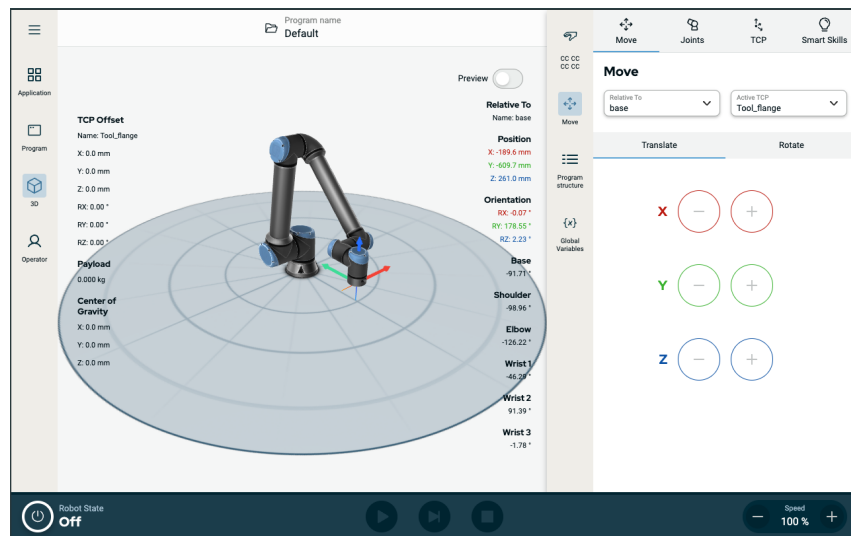 Program name
Default
Application
Program
3D
Operator
TCP Offset
Name: Tool_flange
X: 0.0 mm
Y: 0.0 mm
Z: 0.0 mm
RX: 0.00 °
RY: 0.00 °
RZ: 0.00 °
Payload
0.000 kg
Center of
Gravity
X: 0.0 mm
Y: 0.0 mm
Z: 0.0 mm
Preview
Relative To
Name: base
Position
X: -189.6 mm
Y: -609.7 mm
Z: 261.0 mm
Orientation
RX: -0.07 °
RY: 178.55 °
RZ: 2.23 °
Base
-91.71 °
Shoulder
-98.96 °
Elbow
-126.22 °
Wrist 1
-46.29 °
Wrist 2
91.39 °
Wrist 3
-1.78 °
CC CC
CC CC
Move
Program
structure
{x}
Global
Variables
Move
Joints
TCP
Smart Skills
Move
Relative To
base
Active TCP
Tool_flange
Translate
Rotate
X
Y
Z
Robot State
Off
Speed
100 %